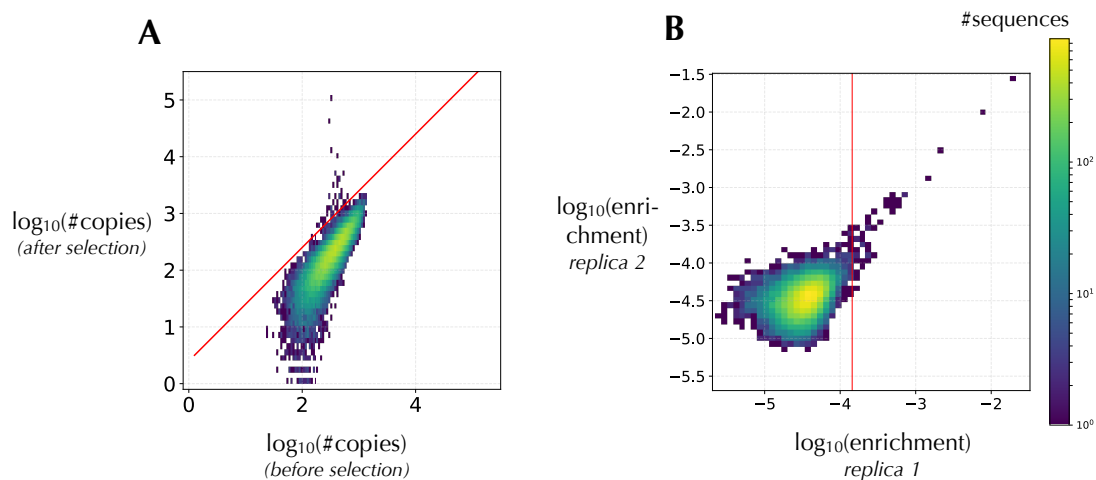 A
5
4
3
2
1
0
0
2
4
log₁₀(#copies)
(after selection)
log₁₀(#copies)
(before selection)
B
#sequences
−1.5
−2.0
−2.5
−3.0
−3.5
−4.0
−4.5
−5.0
−5.5
−5
−4
−3
−2
log₁₀(enri-
chment)
replica 2
log₁₀(enrichment)
replica 1
10²
10¹
10⁰